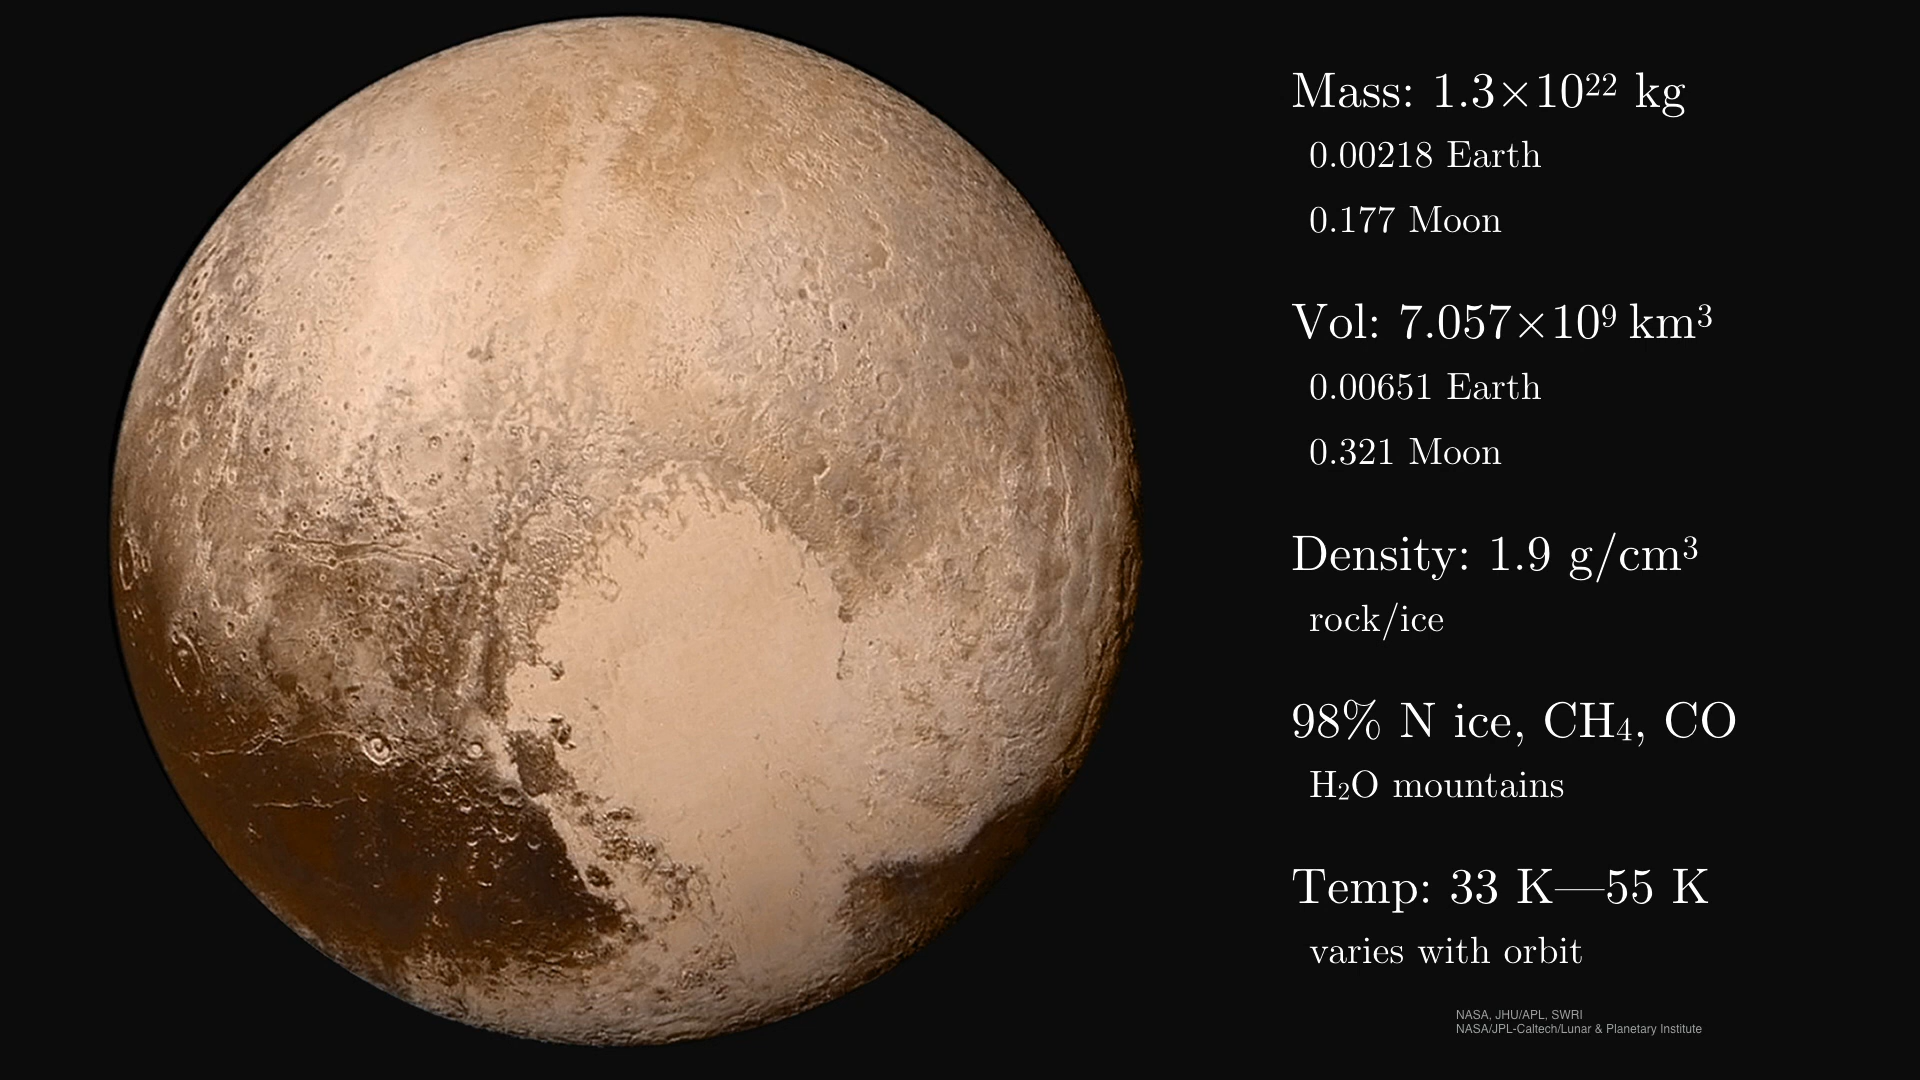 Mass: 1.3×10²² kg
0.00218 Earth
0.177 Moon
Vol: 7.057×10⁹ km³
0.00651 Earth
0.321 Moon
Density: 1.9 g/cm³
rock/ice
98% N ice, CH₄, CO
H₂O mountains
Temp: 33 K—55 K
varies with orbit
NASA, JHU/APL, SWRI
NASA/JPL-Caltech/Lunar & Planetary Institute